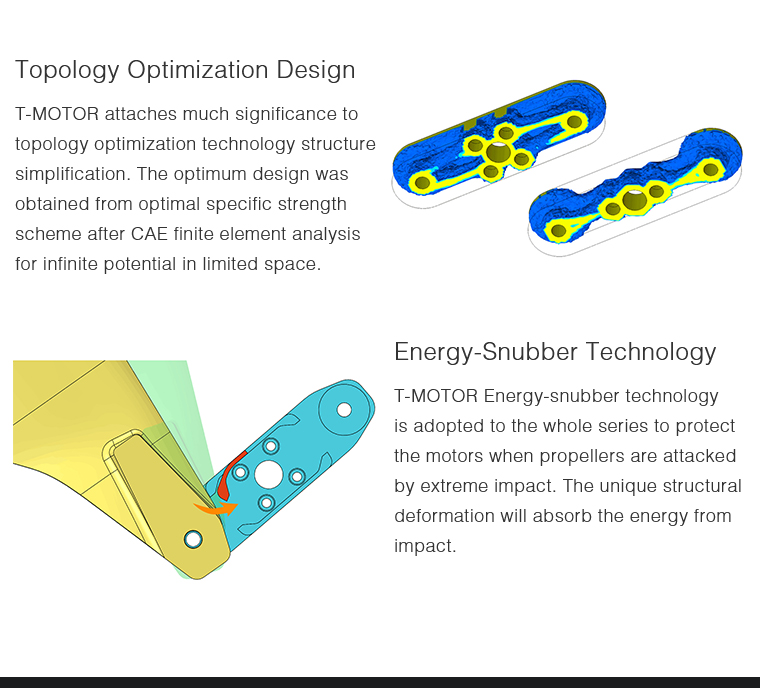 Topology Optimization Design
T-MOTOR attaches much significance to
topology optimization technology structure
simplification. The optimum design was
obtained from optimal specific strength
scheme after CAE finite element analysis
for infinite potential in limited space.
Energy-Snubber Technology
T-MOTOR Energy-snubber technology
is adopted to the whole series to protect
the motors when propellers are attacked
by extreme impact. The unique structural
deformation will absorb the energy from
impact.